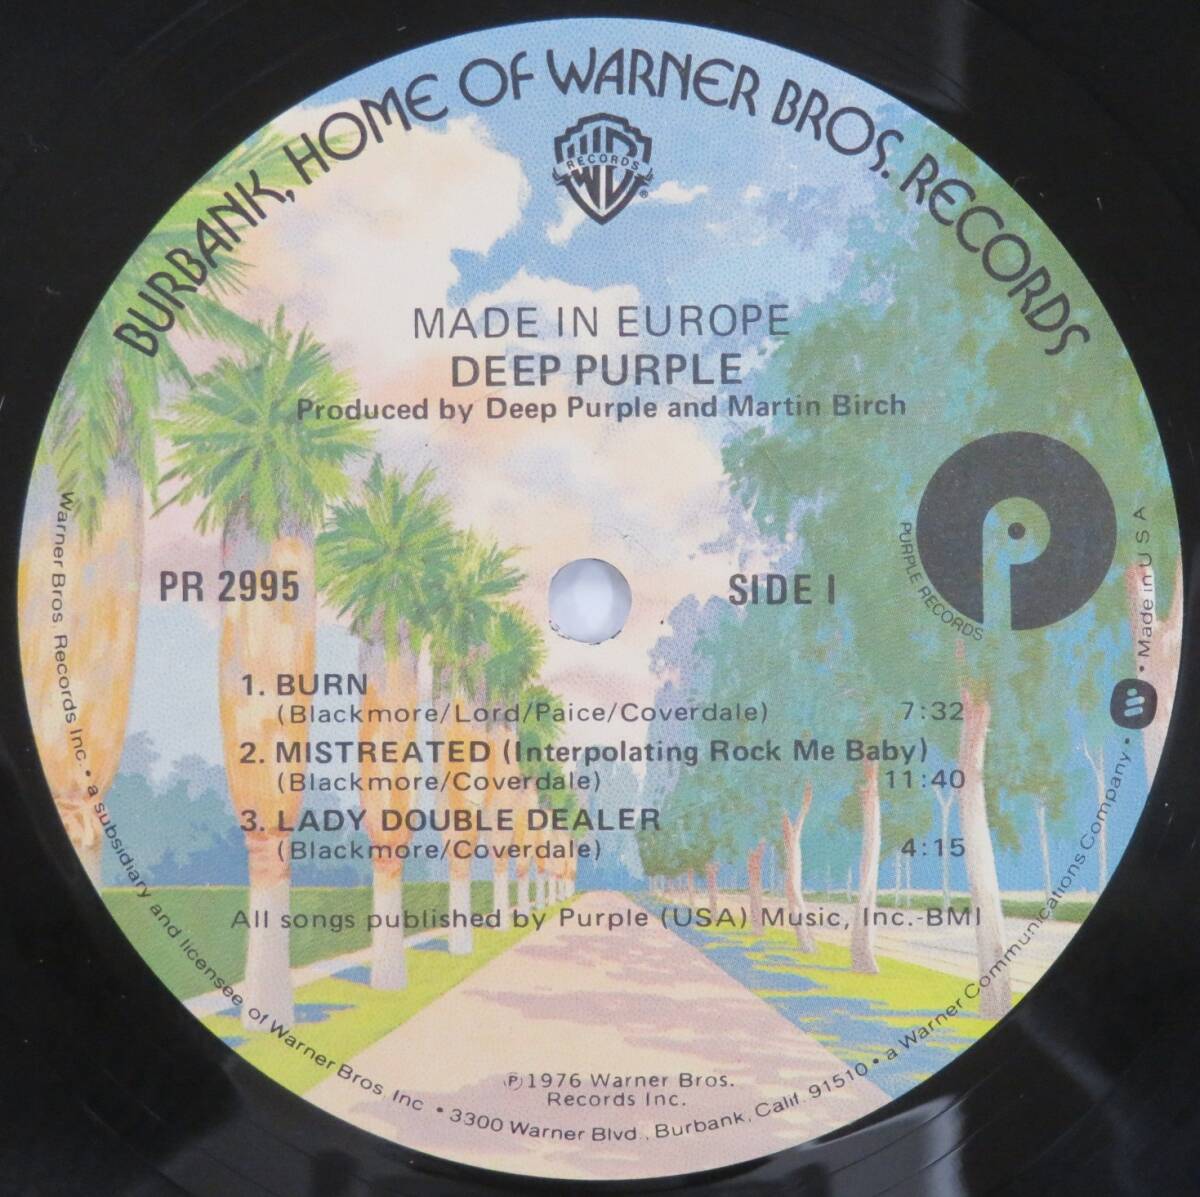 BURBANK, HOME OF WARNER BROS. RECORDS
RECORDS
®
MADE IN EUROPE
DEEP PURPLE
Produced by Deep Purple and Martin Birch
PURPLE RECORDS
PR 2995
SIDE I
1. BURN
(Blackmore/Lord/Paice/Coverdale) 7:32
2. MISTREATED (Interpolating Rock Me Baby)
(Blackmore/Coverdale) 11:40
3. LADY DOUBLE DEALER
(Blackmore/Coverdale) 4:15
All songs published by Purple (USA) Music, Inc.-BMI
℗1976 Warner Bros.
Records Inc.
Warner Bros. Records Inc. • a subsidiary and licensee of Warner Bros. Inc • 3300 Warner Blvd., Burbank, Calif. 91510 • a Warner Communications Company • • Made in U S A